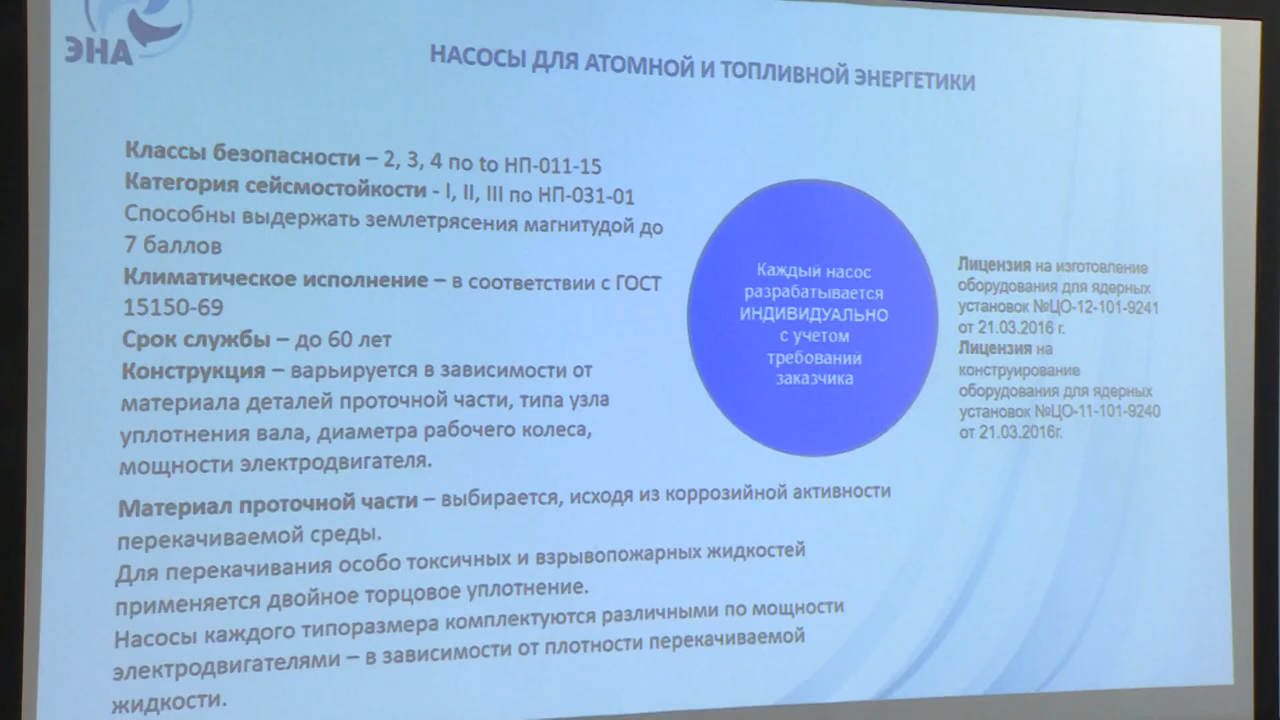 ЭНА
НАСОСЫ ДЛЯ АТОМНОЙ И ТОПЛИВНОЙ ЭНЕРГЕТИКИ
Классы безопасности – 2, 3, 4 по to НП-011-15
Категория сейсмостойкости - I, II, III по НП-031-01
Способны выдержать землетрясения магнитудой до
7 баллов
Климатическое исполнение – в соответствии с ГОСТ
15150-69
Срок службы – до 60 лет
Конструкция – варьируется в зависимости от
материала деталей проточной части, типа узла
уплотнения вала, диаметра рабочего колеса,
мощности электродвигателя.
Материал проточной части – выбирается, исходя из коррозийной активности
перекачиваемой среды.
Для перекачивания особо токсичных и взрывопожарных жидкостей
применяется двойное торцовое уплотнение.
Насосы каждого типоразмера комплектуются различными по мощности
электродвигателями – в зависимости от плотности перекачиваемой
жидкости.
Каждый насос
разрабатывается
ИНДИВИДУАЛЬНО
с учетом
требований
заказчика
Лицензия на изготовление
оборудования для ядерных
установок №ЦО-12-101-9241
от 21.03.2016 г.
Лицензия на
конструирование
оборудования для ядерных
установок №ЦО-11-101-9240
от 21.03.2016г.